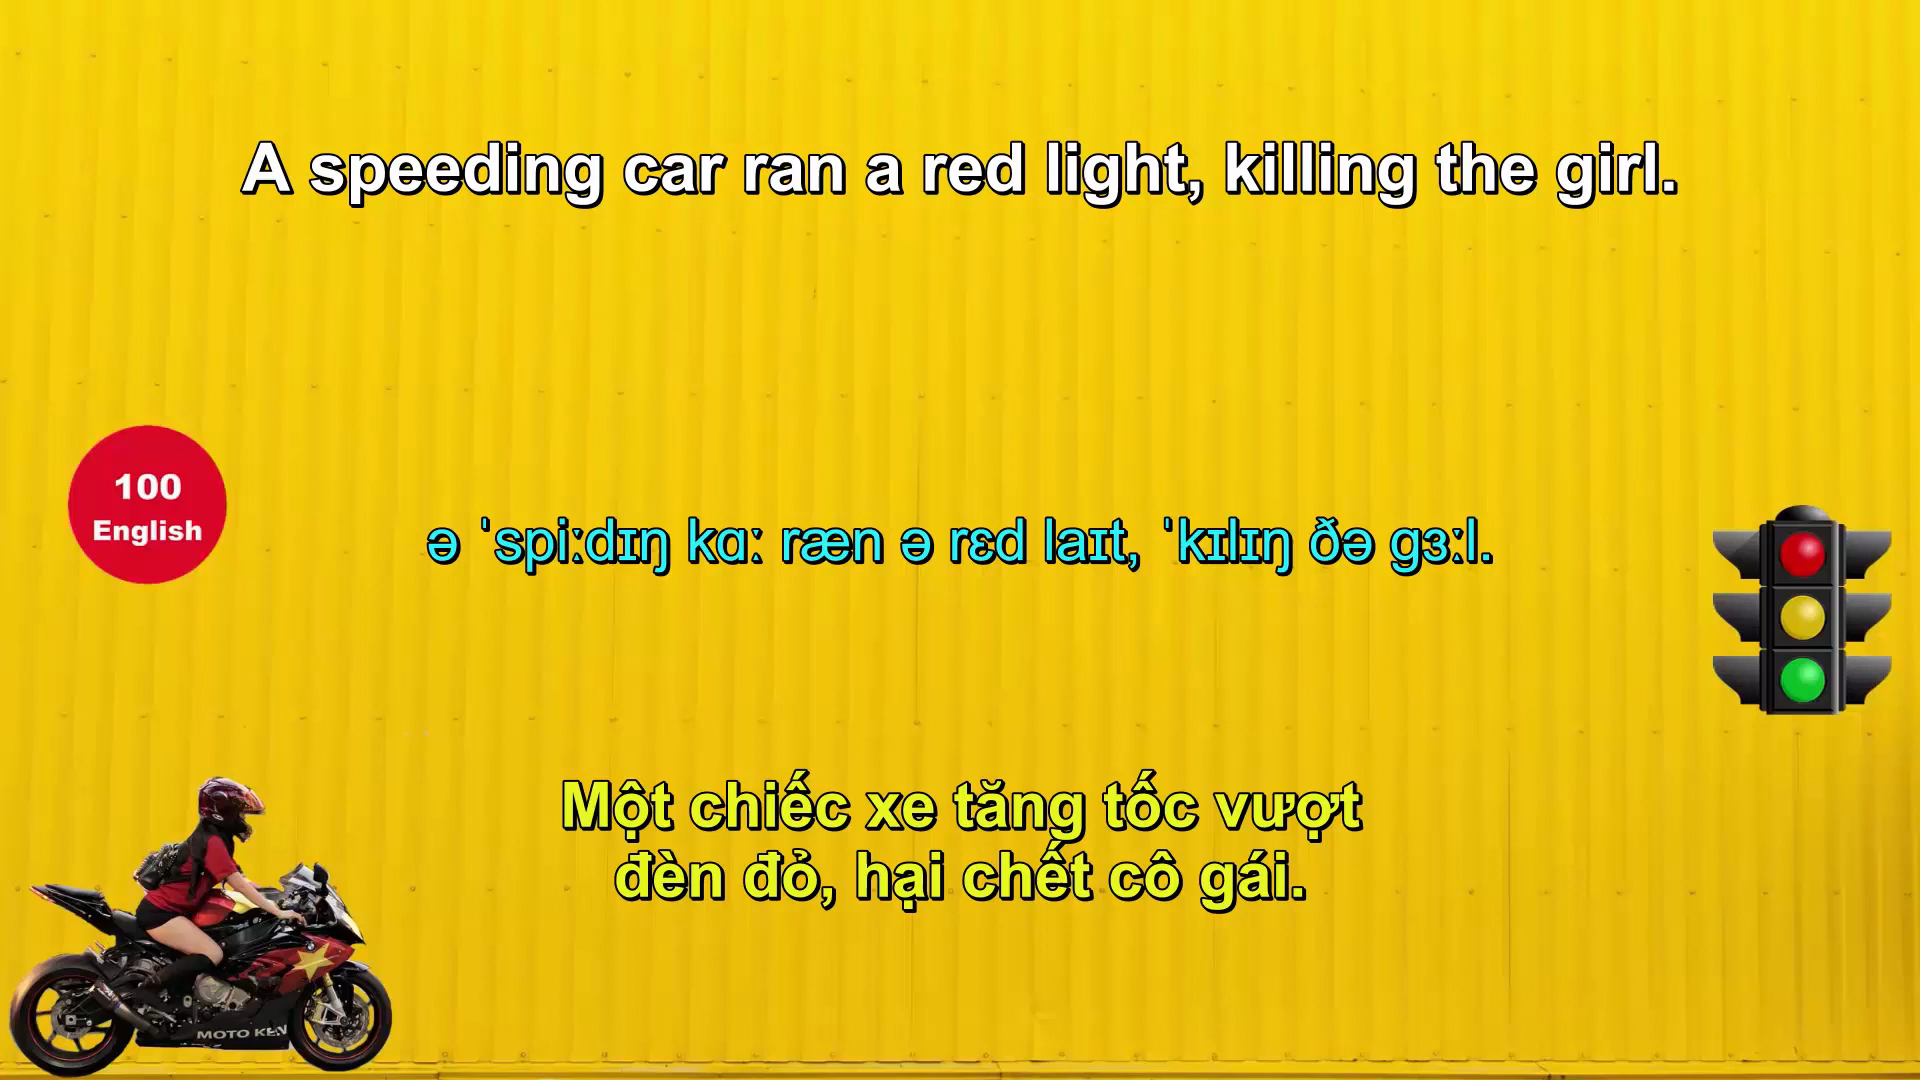 A speeding car ran a red light, killing the girl.
100
English
ə ˈspiːdɪŋ kɑː ræn ə rɛd laɪt, ˈkɪlɪŋ ðə gɜːl.
Một chiếc xe tăng tốc vượt
đèn đỏ, hại chết cô gái.
MOTO KEN